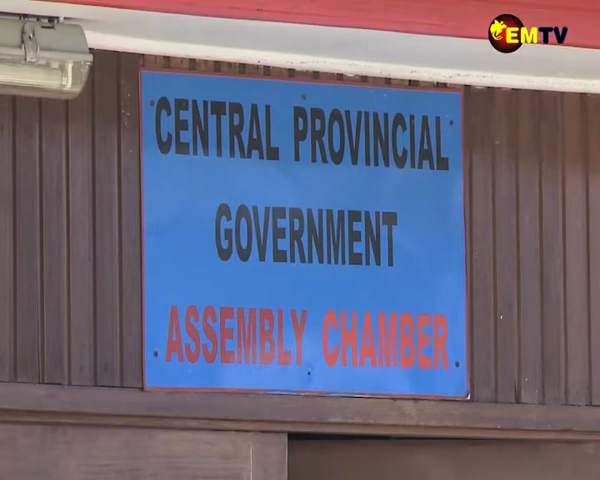 EMTV
CENTRAL PROVINCIAL
GOVERNMENT
ASSEMBLY CHAMBER